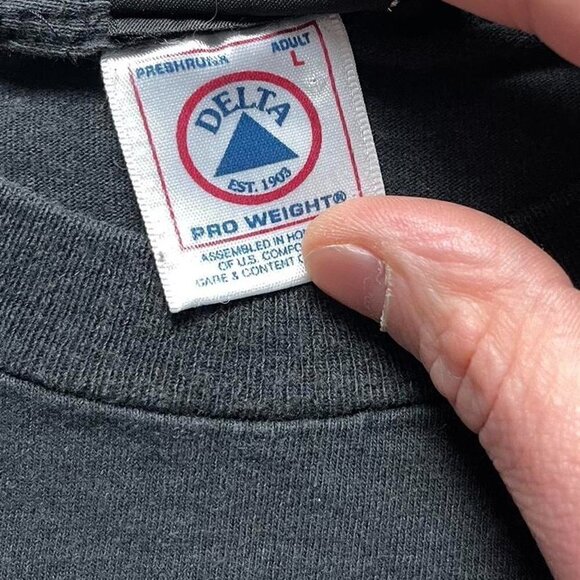 PRESHRUNK ADULT
L
DELTA
EST. 1903
PRO WEIGHT®
ASSEMBLED IN
OF U.S.
CARE & CONTENT